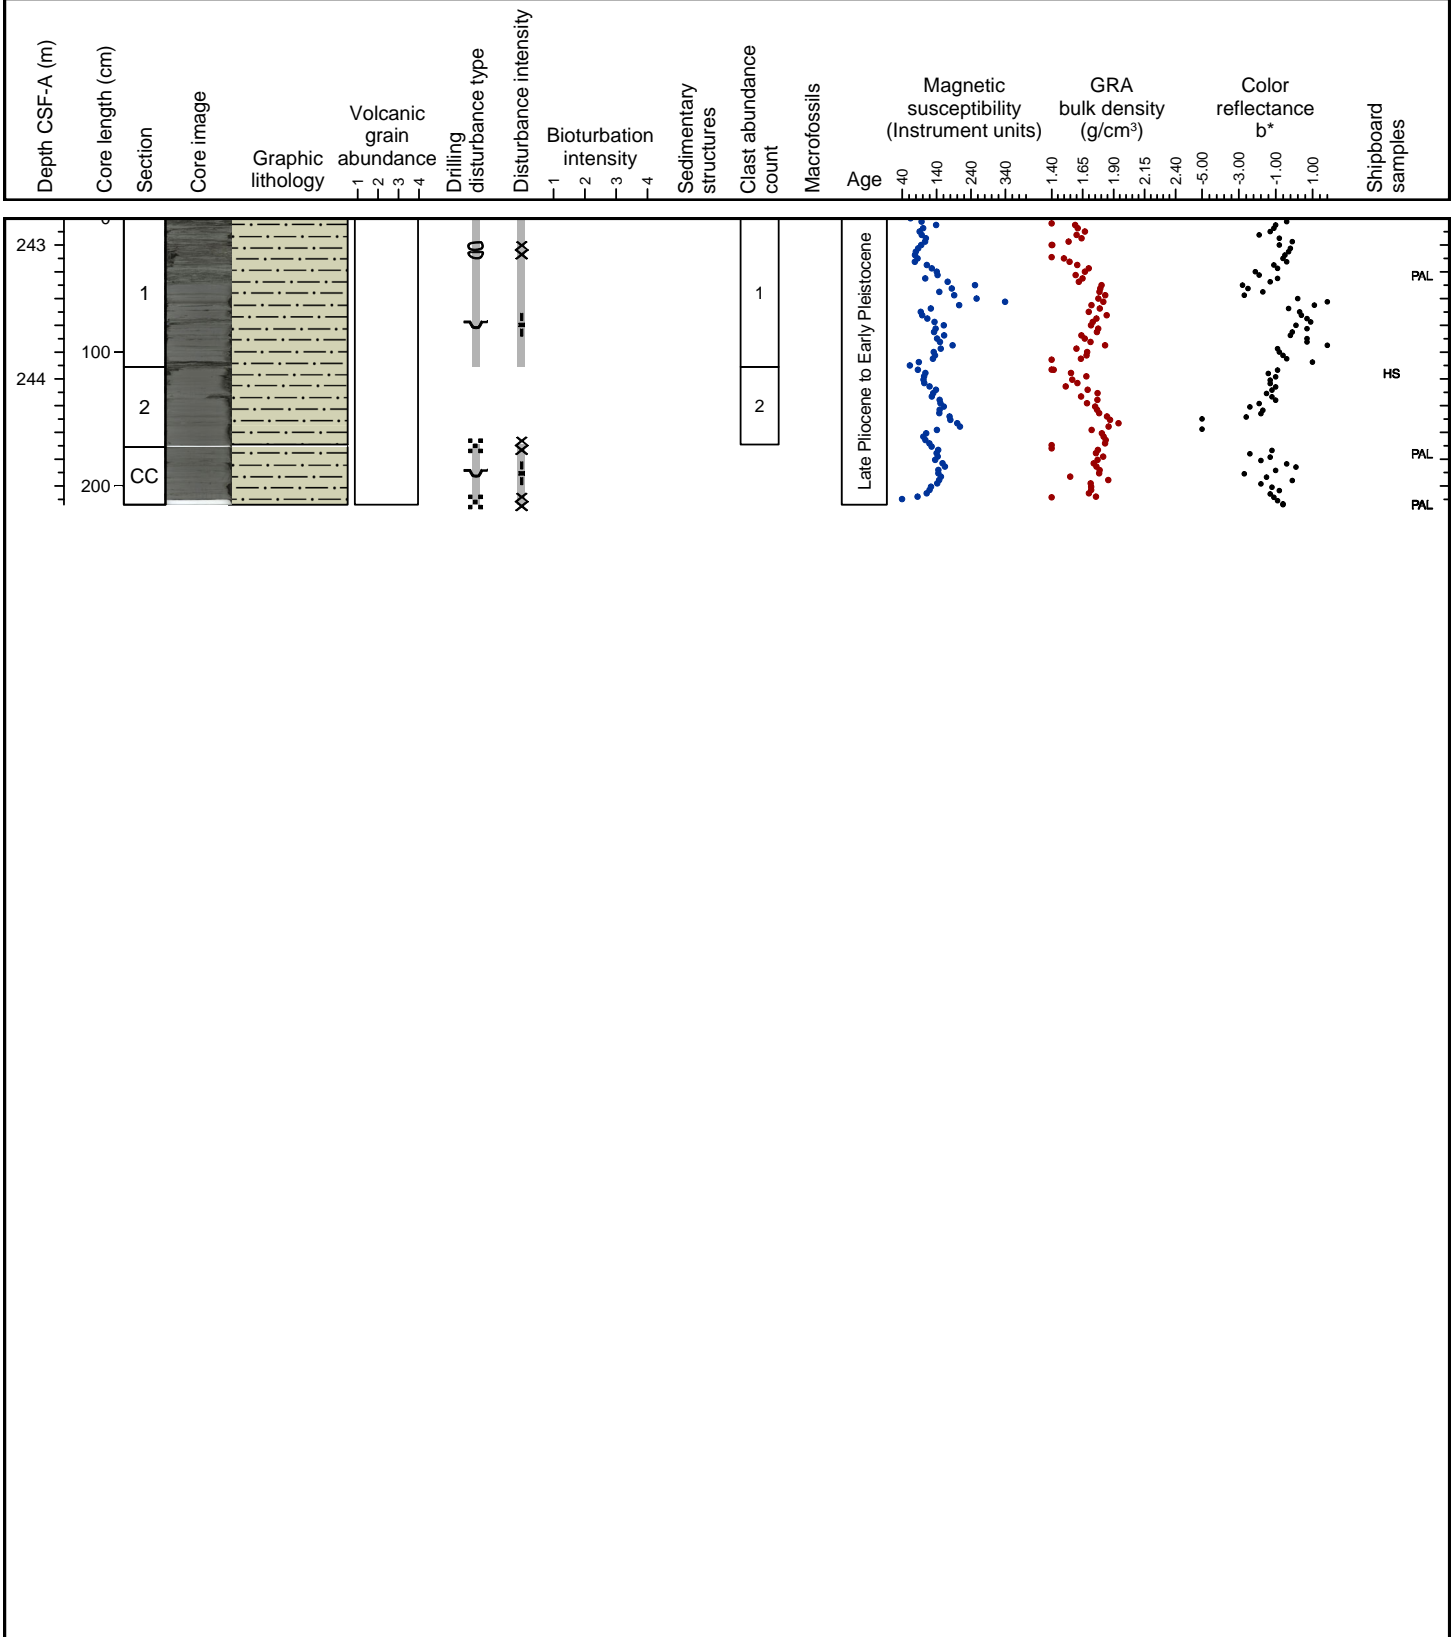 Depth CSF-A (m)
Core length (cm)
Section
Core image
Graphic
lithology
Volcanic
grain
abundance
1 2 3 4
Drilling
disturbance type
Disturbance intensity
Bioturbation
intensity
1 2 3 4
Sedimentary
structures
Clast abundance
count
Macrofossils
Age
Magnetic
susceptibility
(Instrument units)
40 140 240 340
GRA
bulk density
(g/cm³)
1.40 1.65 1.90 2.15 2.40
Color
reflectance
b*
-5.00 -3.00 -1.00 1.00
Shipboard
samples
0
243
1
1
PAL
100
244
HS
2
2
PAL
CC
200
PAL
Late Pliocene to Early Pleistocene